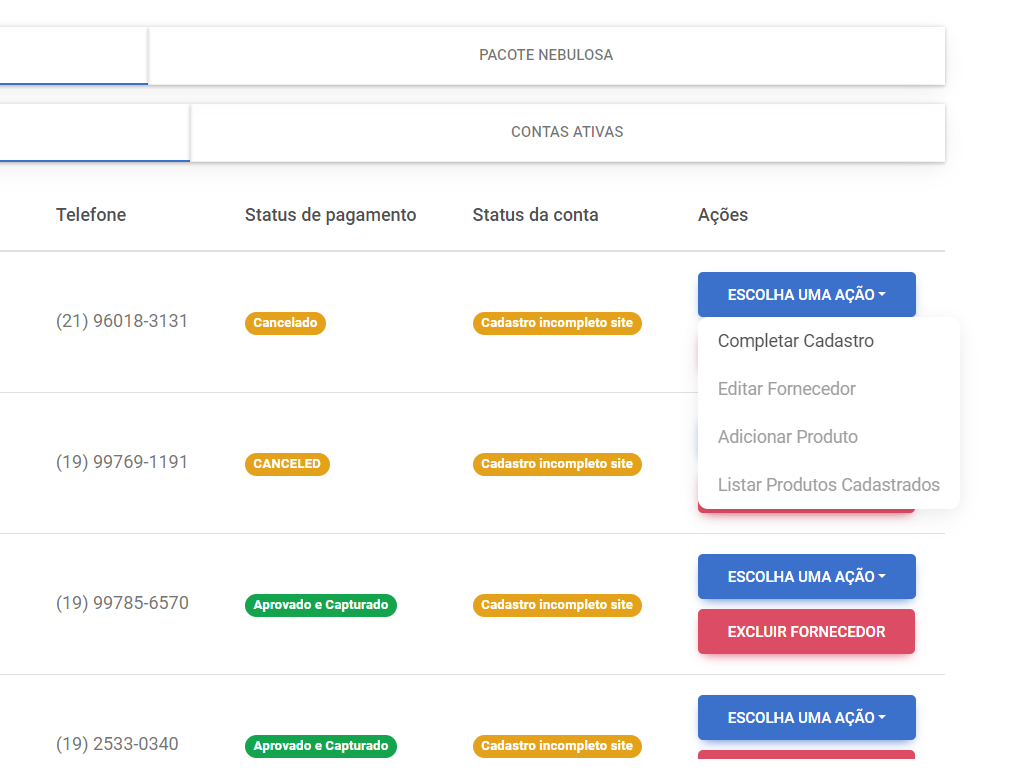 PACOTE NEBULOSA
CONTAS ATIVAS
Telefone Status de pagamento Status da conta Ações
ESCOLHA UMA AÇÃO
(21) 96018-3131 Cancelado Cadastro incompleto site
Completar Cadastro
Editar Fornecedor
Adicionar Produto
(19) 99769-1191 CANCELED Cadastro incompleto site
Listar Produtos Cadastrados
ESCOLHA UMA AÇÃO
(19) 99785-6570 Aprovado e Capturado Cadastro incompleto site
EXCLUIR FORNECEDOR
ESCOLHA UMA AÇÃO
(19) 2533-0340 Aprovado e Capturado Cadastro incompleto site